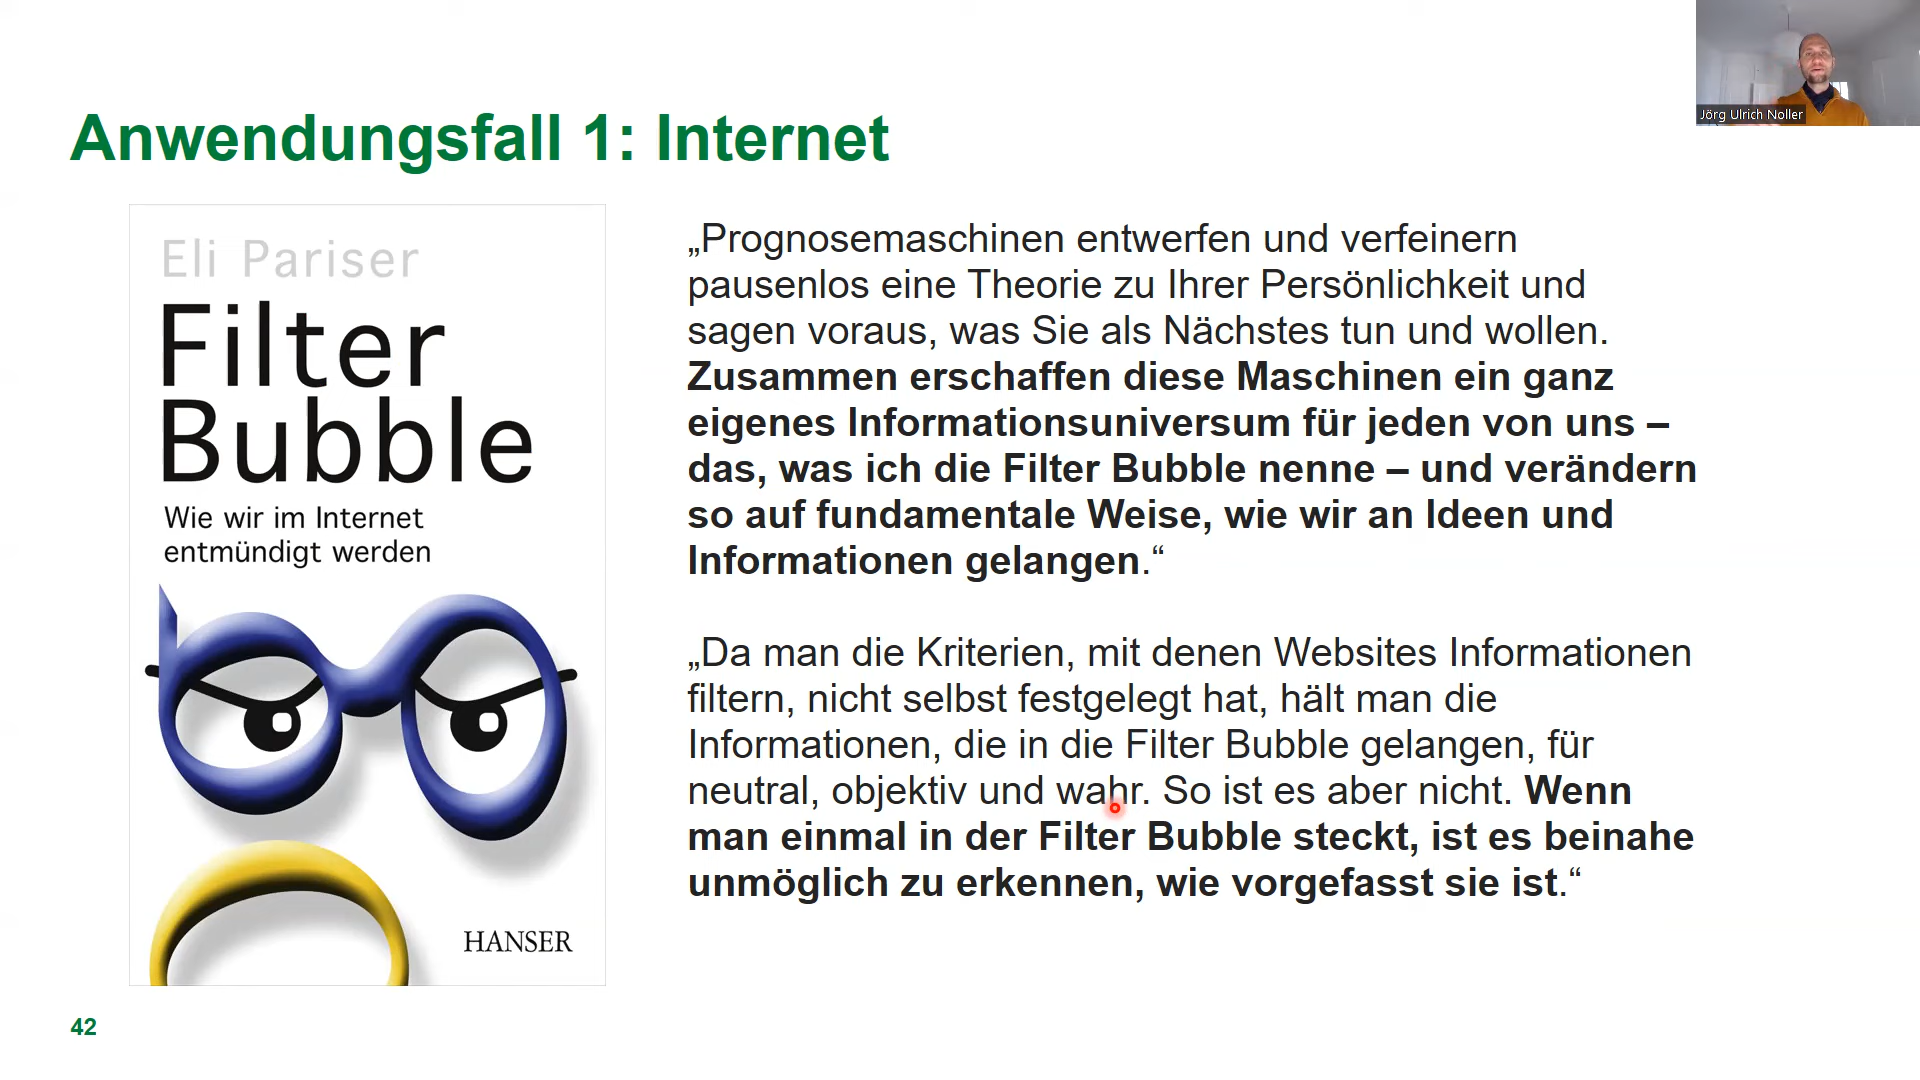 Jörg Ulrich Noller
Anwendungsfall 1: Internet
Eli Pariser
Filter
Bubble
Wie wir im Internet
entmündigt werden
HANSER
„Prognosemaschinen entwerfen und verfeinern
pausenlos eine Theorie zu Ihrer Persönlichkeit und
sagen voraus, was Sie als Nächstes tun und wollen.
Zusammen erschaffen diese Maschinen ein ganz
eigenes Informationsuniversum für jeden von uns –
das, was ich die Filter Bubble nenne – und verändern
so auf fundamentale Weise, wie wir an Ideen und
Informationen gelangen.“
„Da man die Kriterien, mit denen Websites Informationen
filtern, nicht selbst festgelegt hat, hält man die
Informationen, die in die Filter Bubble gelangen, für
neutral, objektiv und wahr. So ist es aber nicht. Wenn
man einmal in der Filter Bubble steckt, ist es beinahe
unmöglich zu erkennen, wie vorgefasst sie ist.“
42